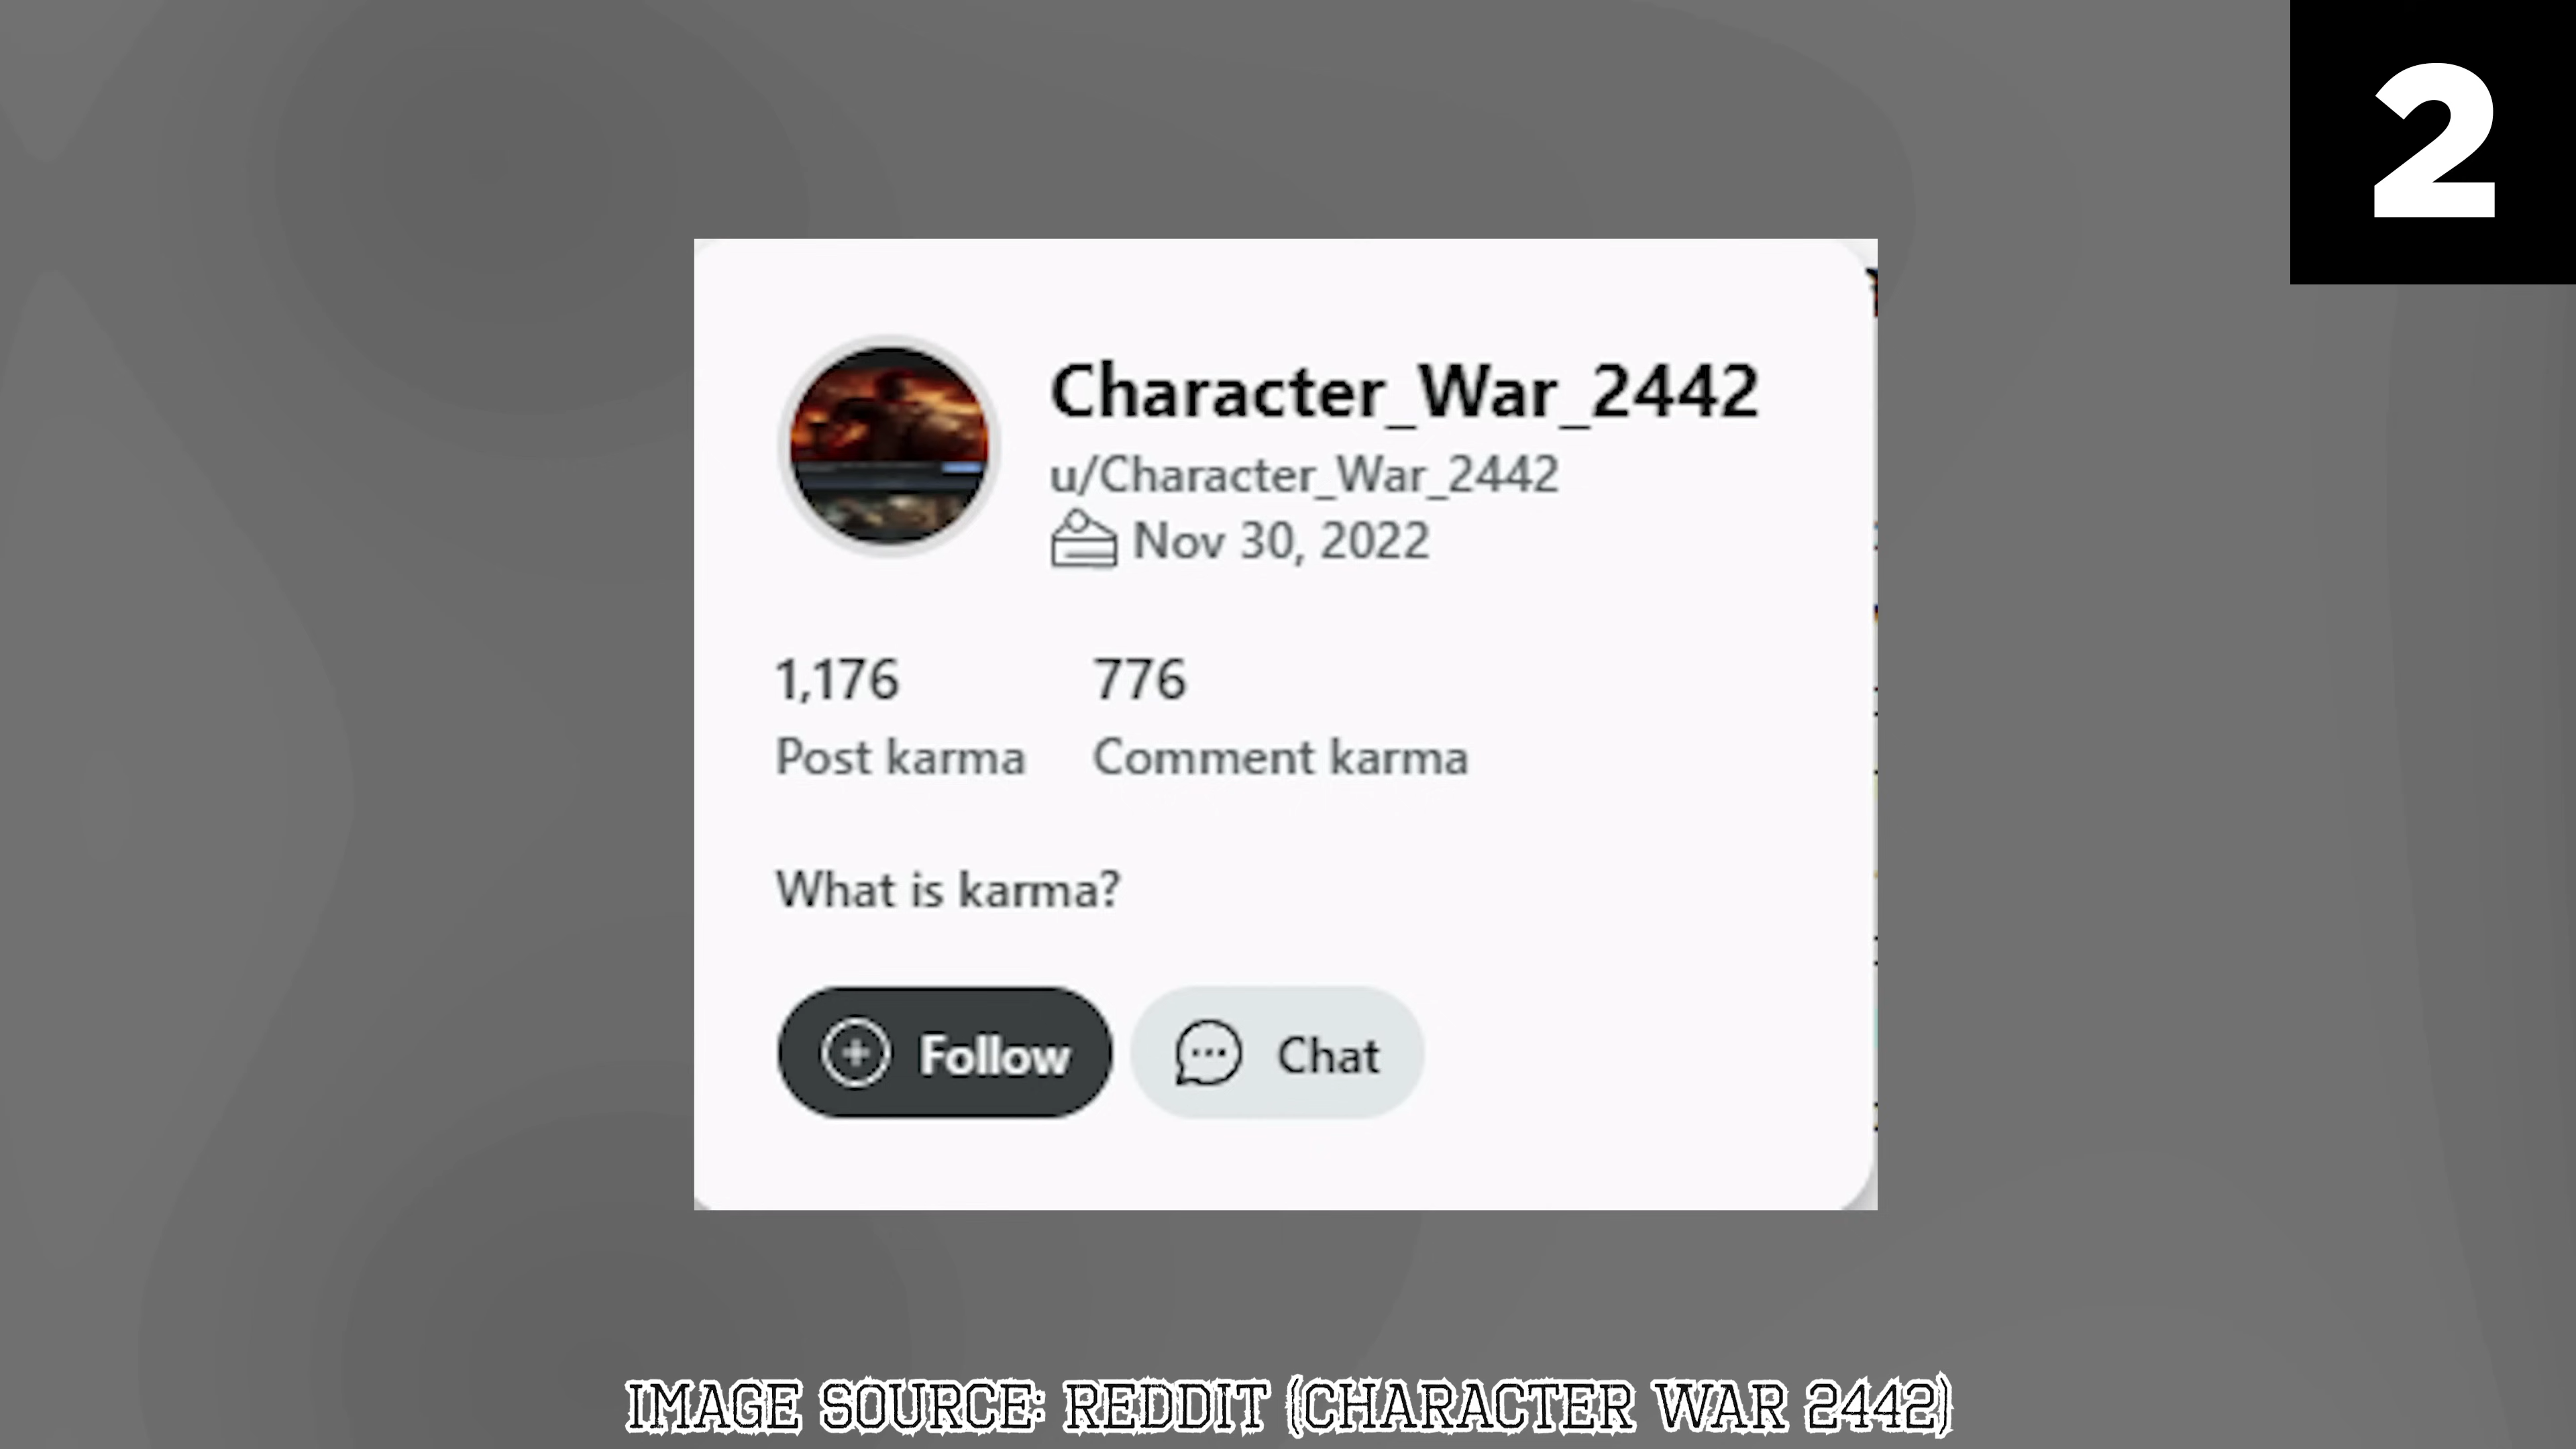 2
Character_War_2442
u/Character_War_2442
Nov 30, 2022
1,176 776
Post karma Comment karma
What is karma?
Follow Chat
IMAGE SOURCE: REDDIT (CHARACTER WAR 2442)